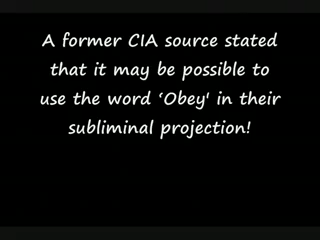 A former CIA source stated
that it may be possible to
use the word ‘Obey' in their
subliminal projection!